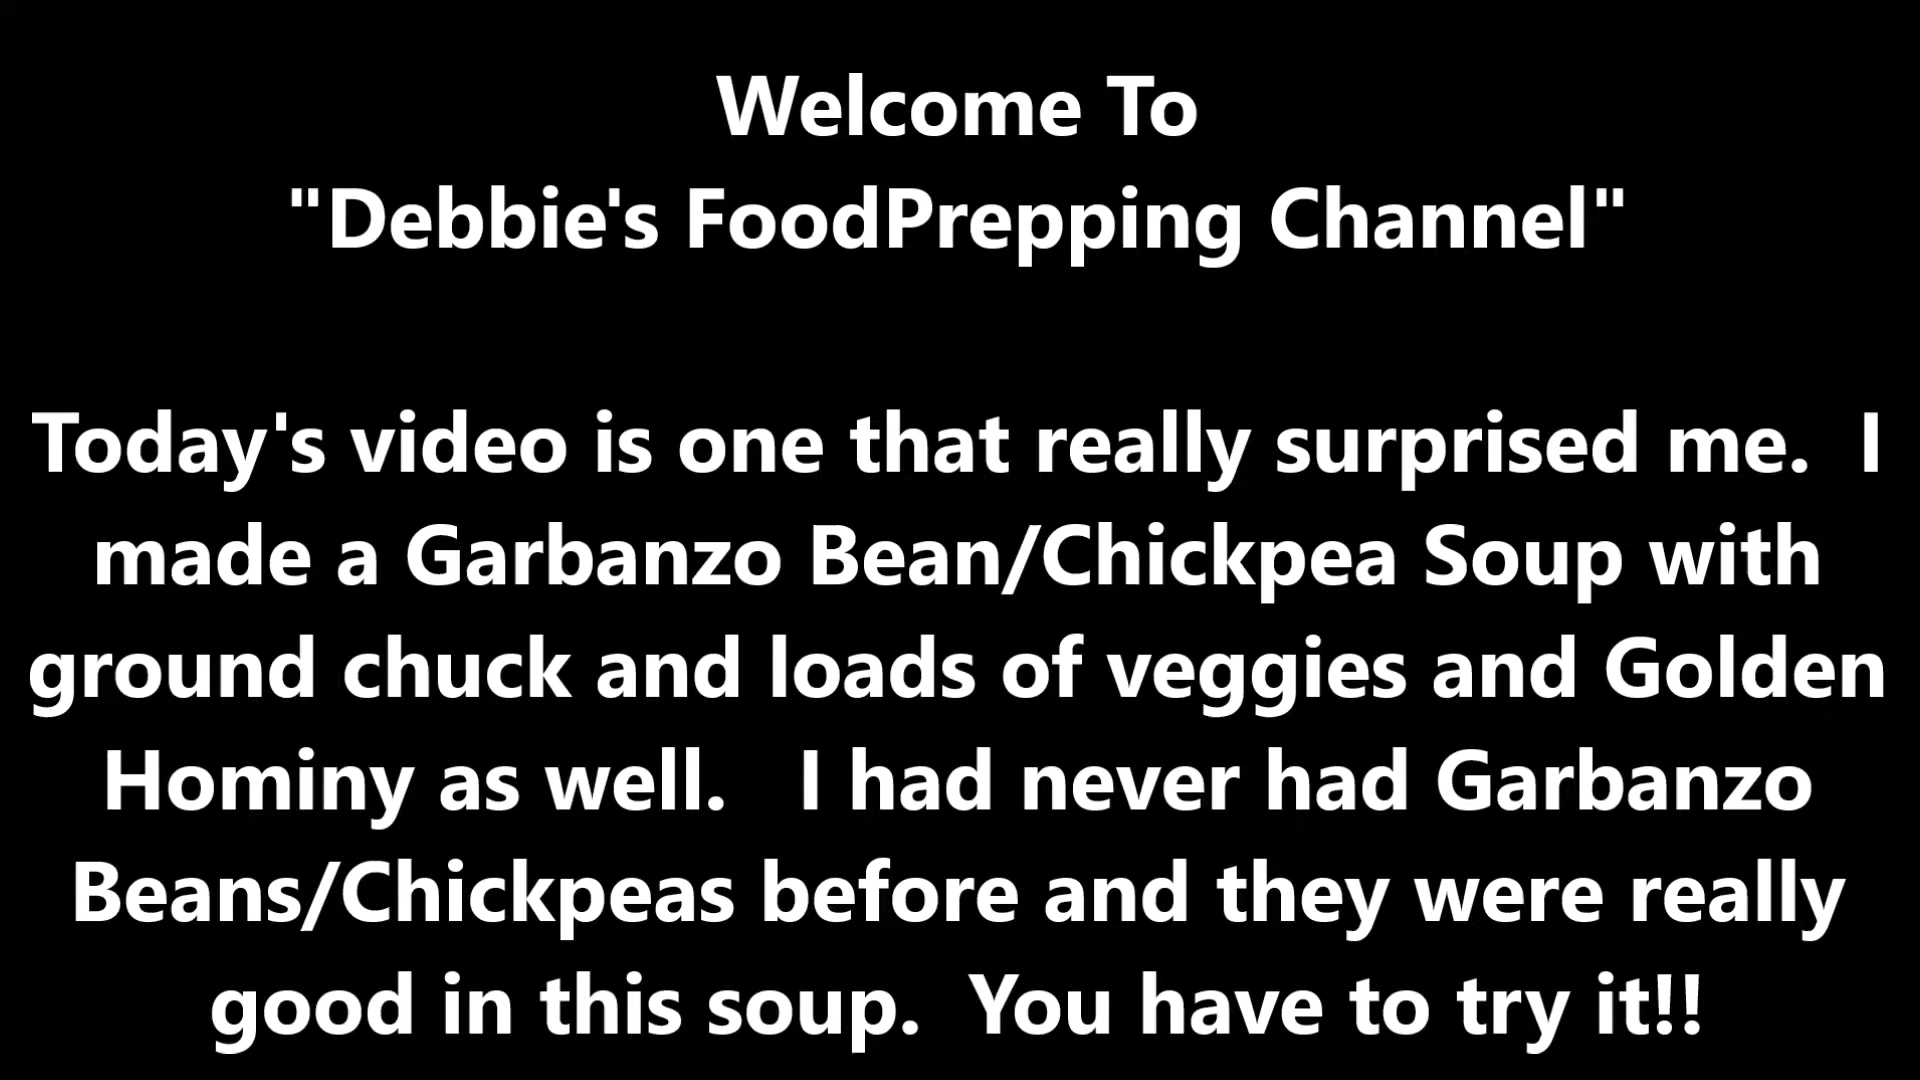 Welcome To
"Debbie's FoodPrepping Channel"
Today's video is one that really surprised me.  I
made a Garbanzo Bean/Chickpea Soup with
ground chuck and loads of veggies and Golden
Hominy as well.   I had never had Garbanzo
Beans/Chickpeas before and they were really
good in this soup.  You have to try it!!